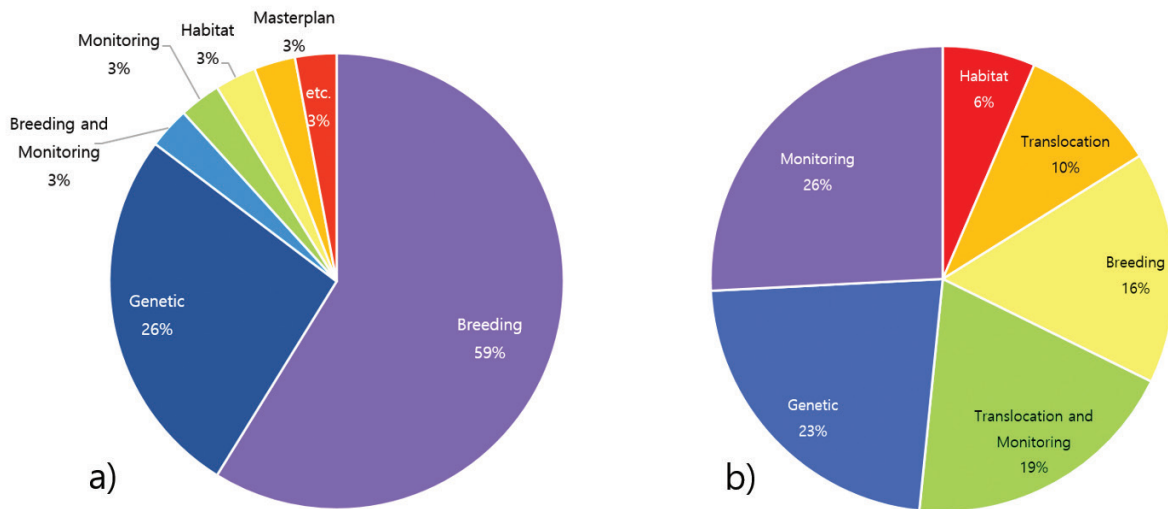 Masterplan
3%
Habitat
3%
Monitoring
3%
Breeding and
Monitoring
3%
etc.
3%
Genetic
26%
Breeding
59%
a)
Habitat
6%
Translocation
10%
Monitoring
26%
Breeding
16%
Genetic
23%
Translocation and
Monitoring
19%
b)